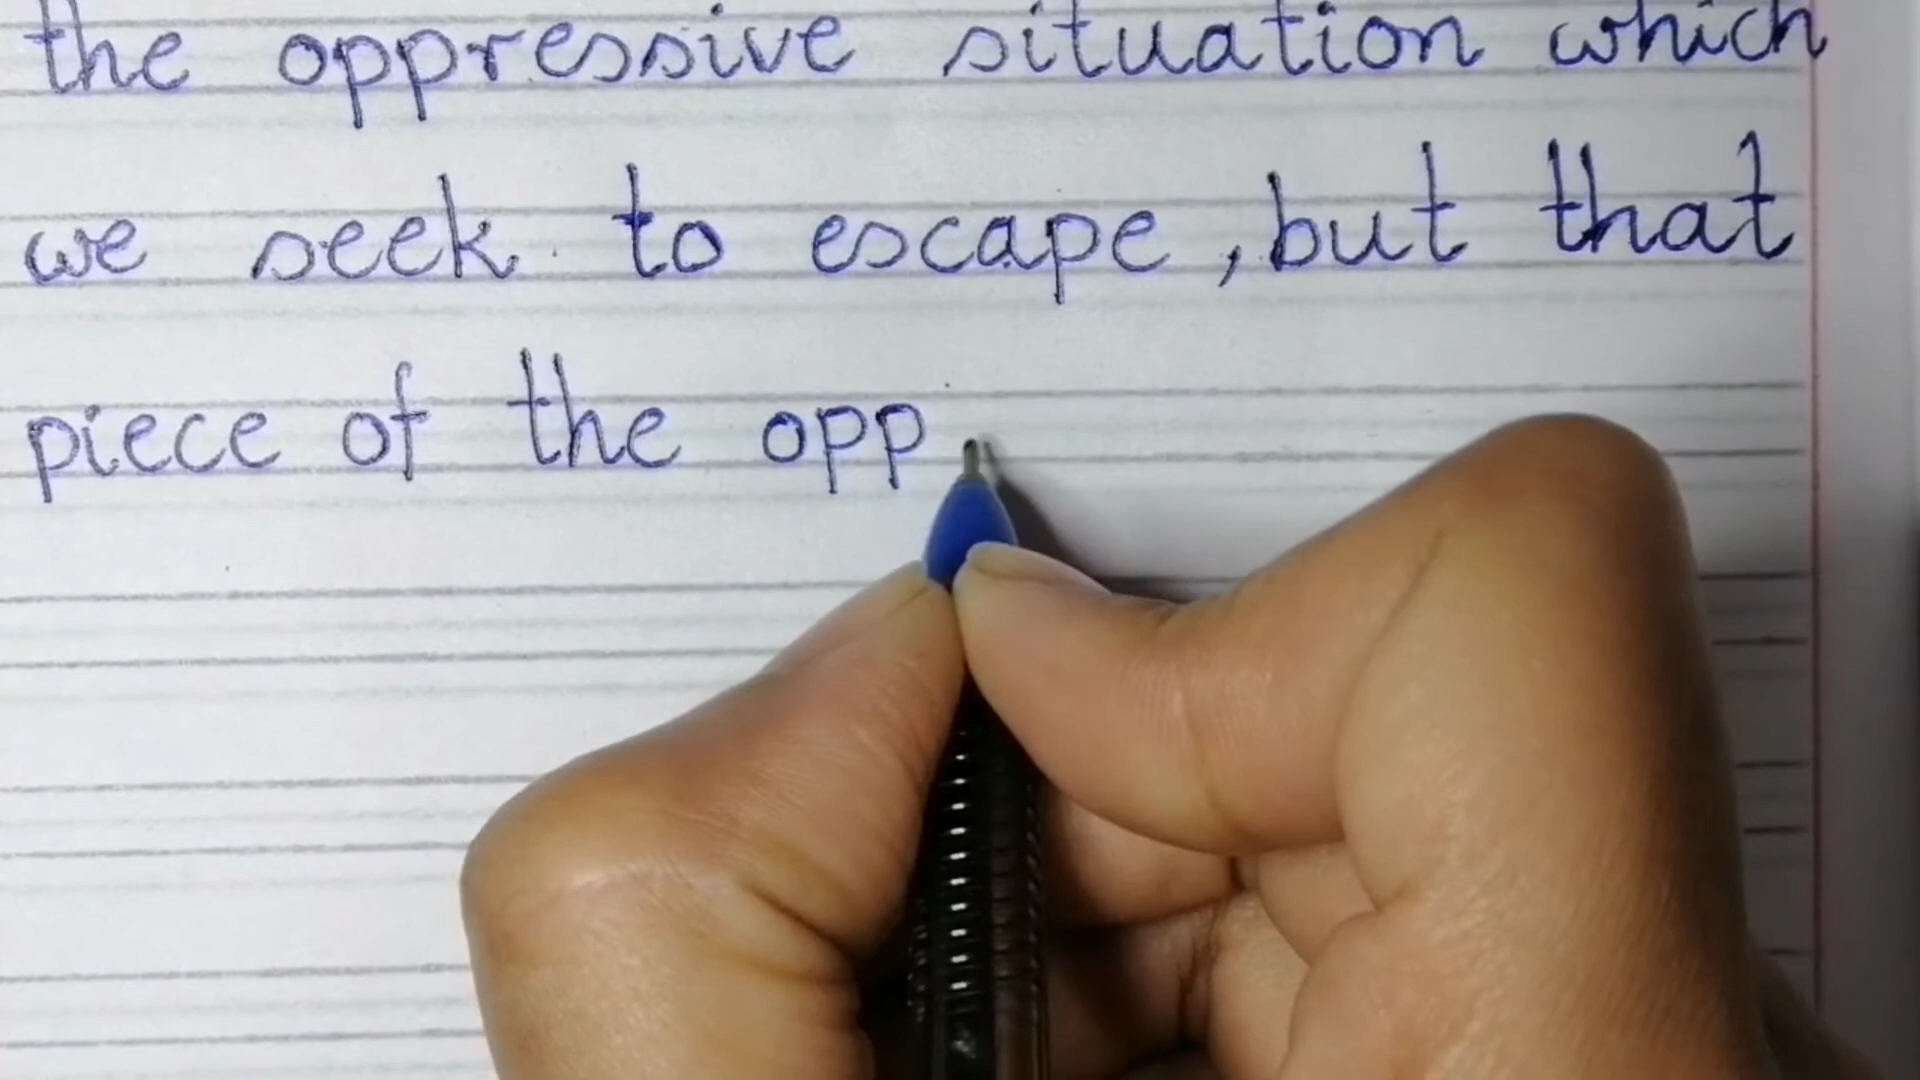 the oppressive situation which
we seek to escape, but that
piece of the opp